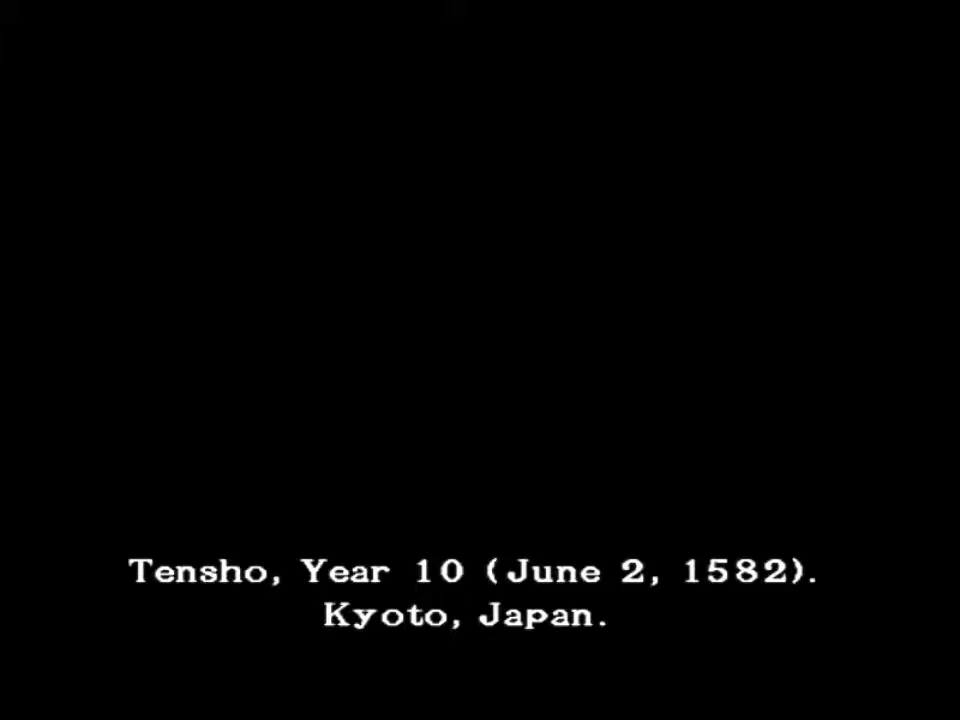 Tensho, Year 10 (June 2, 1582).
Kyoto, Japan.